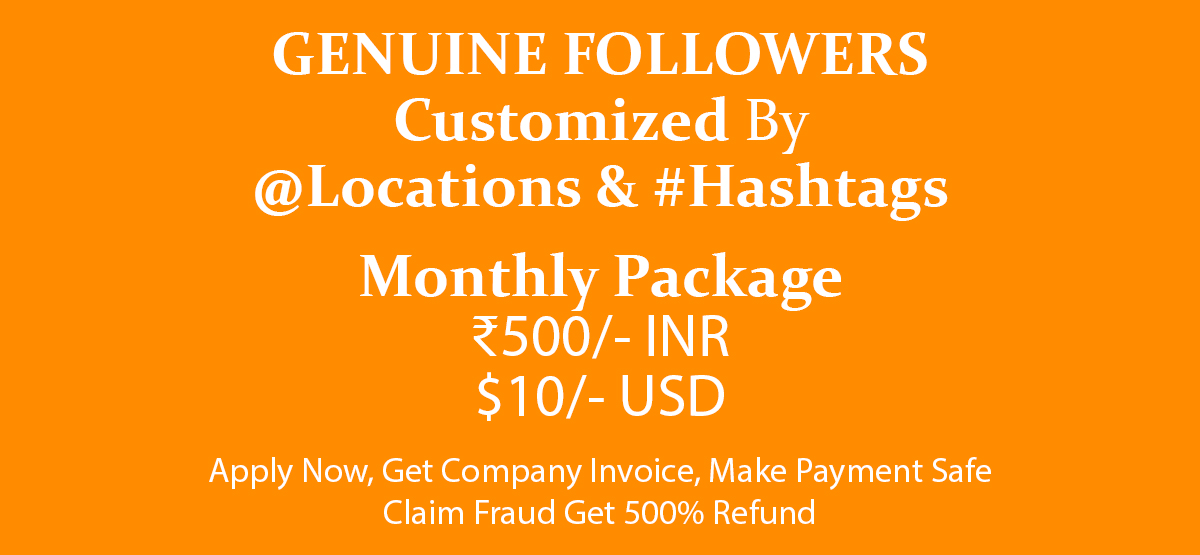 GENUINE FOLLOWERS
Customized By
@Locations & #Hashtags
Monthly Package
₹500/- INR
$10/- USD
Apply Now, Get Company Invoice, Make Payment Safe
Claim Fraud Get 500% Refund